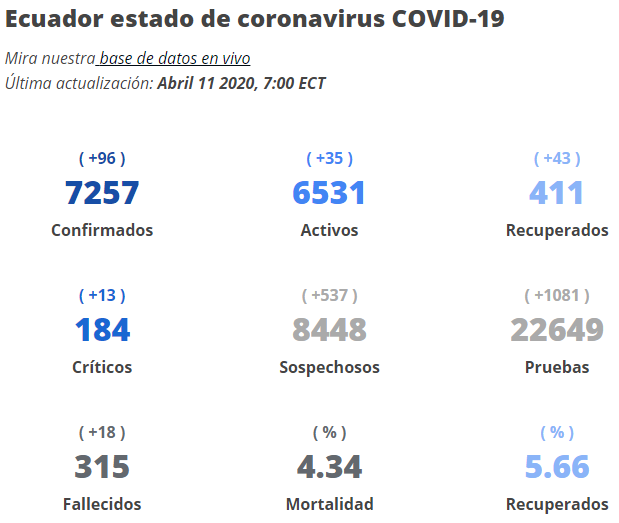 Ecuador estado de coronavirus COVID-19
Mira nuestra base de datos en vivo
Última actualización: Abril 11 2020, 7:00 ECT
( +96 ) ( +35 ) ( +43 )
7257 6531 411
Confirmados Activos Recuperados
( +13 ) ( +537 ) ( +1081 )
184 8448 22649
Críticos Sospechosos Pruebas
( +18 ) ( % ) ( % )
315 4.34 5.66
Fallecidos Mortalidad Recuperados